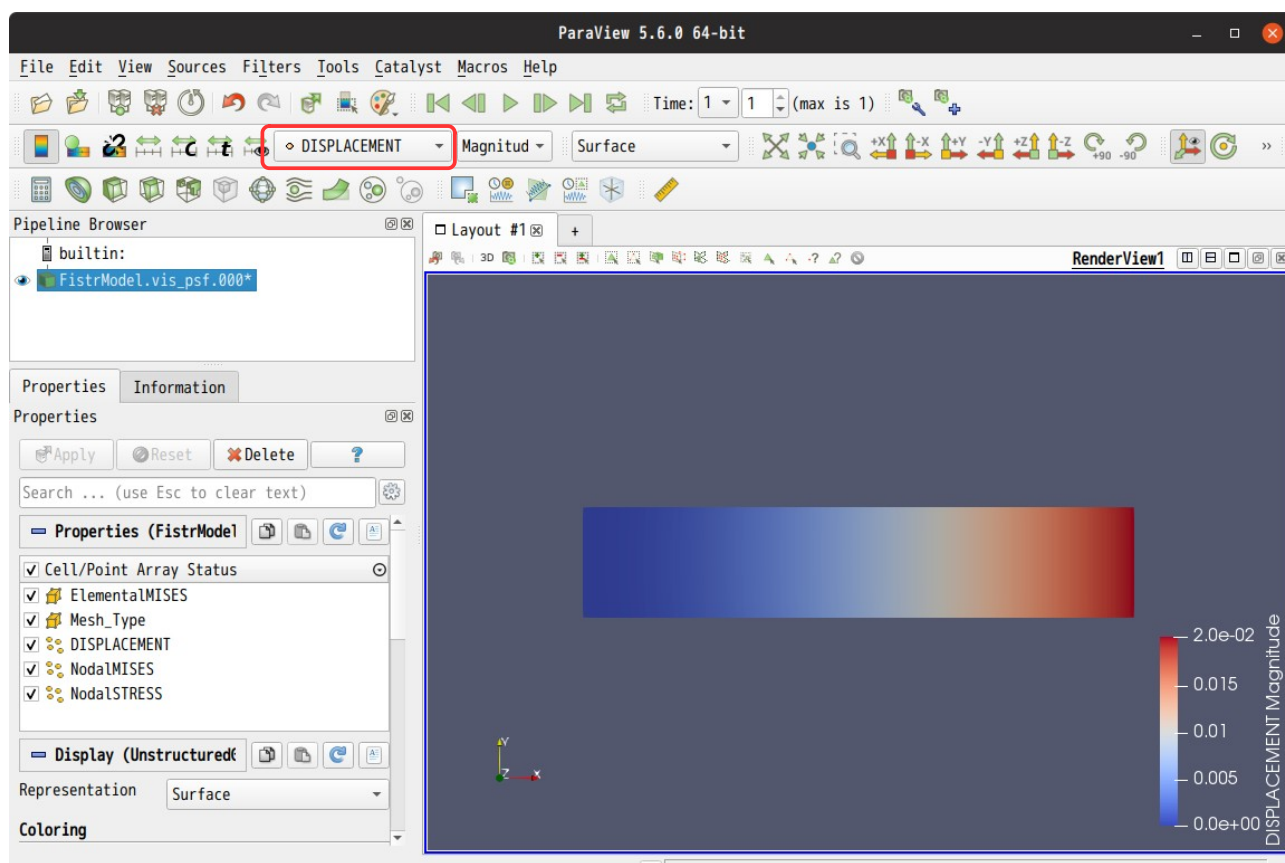 ParaView 5.6.0 64-bit
File Edit View Sources Filters Tools Catalyst Macros Help
Time: 1 1 (max is 1)
DISPLACEMENT Magnitud Surface
+X -X +Y -Y +Z -Z +90 -90 »
Pipeline Browser
builtin:
FistrModel.vis_psf.000*
Layout #1 +
3D RenderView1
Properties Information
Properties
Apply Reset Delete ?
Search ... (use Esc to clear text)
Properties (FistrModel
Cell/Point Array Status
ElementalMISES
Mesh_Type
DISPLACEMENT
NodalMISES
NodalSTRESS
Display (Unstructured
Representation Surface
Coloring
Y
Z X
2.0e-02
0.015
0.01
0.005
0.0e+00
DISPLACEMENT Magnitude